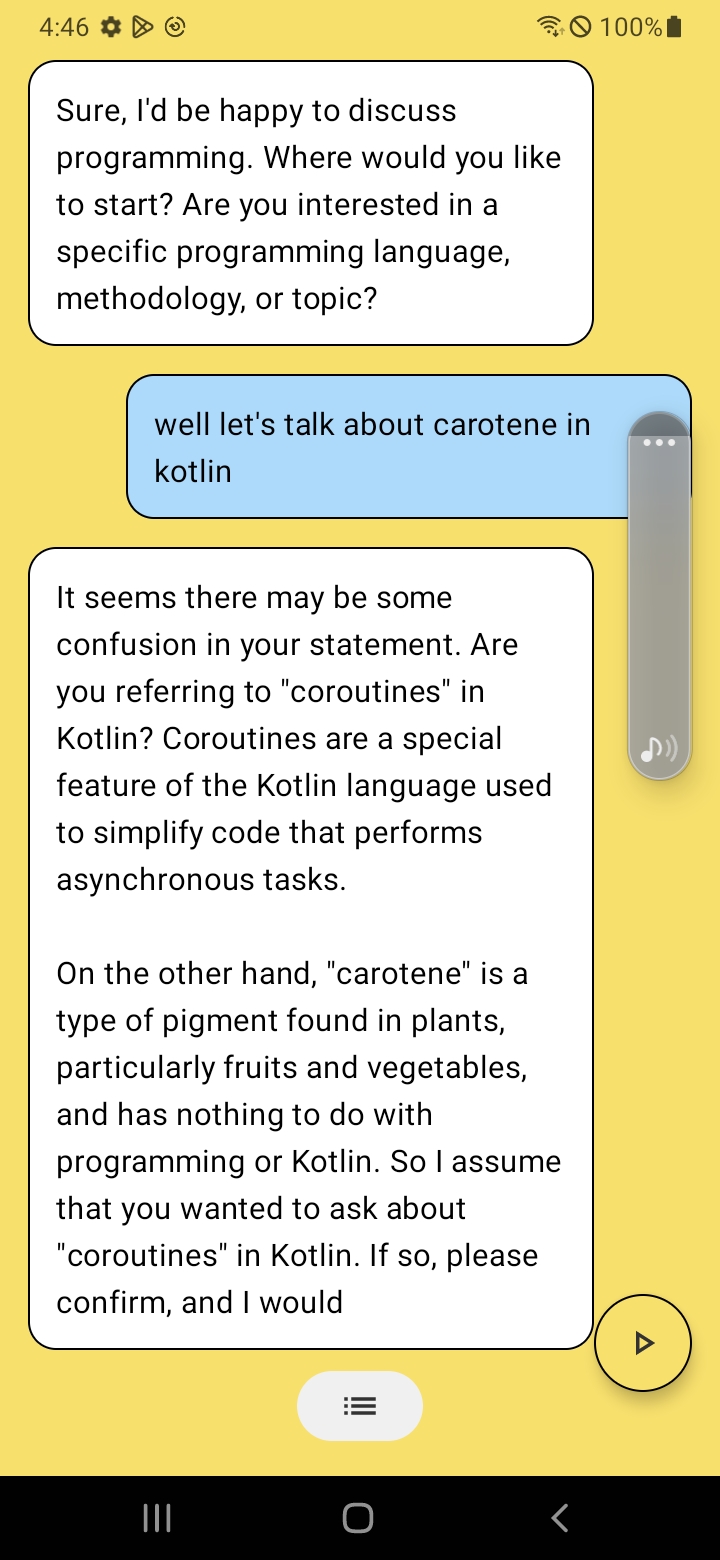 4:46
100%
Sure, I'd be happy to discuss
programming. Where would you like
to start? Are you interested in a
specific programming language,
methodology, or topic?
well let's talk about carotene in
kotlin
It seems there may be some
confusion in your statement. Are
you referring to "coroutines" in
Kotlin? Coroutines are a special
feature of the Kotlin language used
to simplify code that performs
asynchronous tasks.
On the other hand, "carotene" is a
type of pigment found in plants,
particularly fruits and vegetables,
and has nothing to do with
programming or Kotlin. So I assume
that you wanted to ask about
"coroutines" in Kotlin. If so, please
confirm, and I would